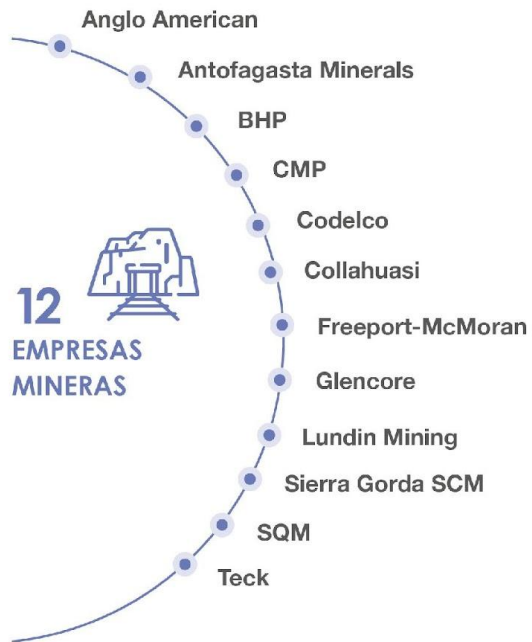 Anglo American
Antofagasta Minerals
BHP
CMP
Codelco
Collahuasi
12
EMPRESAS
MINERAS
Freeport-McMoran
Glencore
Lundin Mining
Sierra Gorda SCM
SQM
Teck